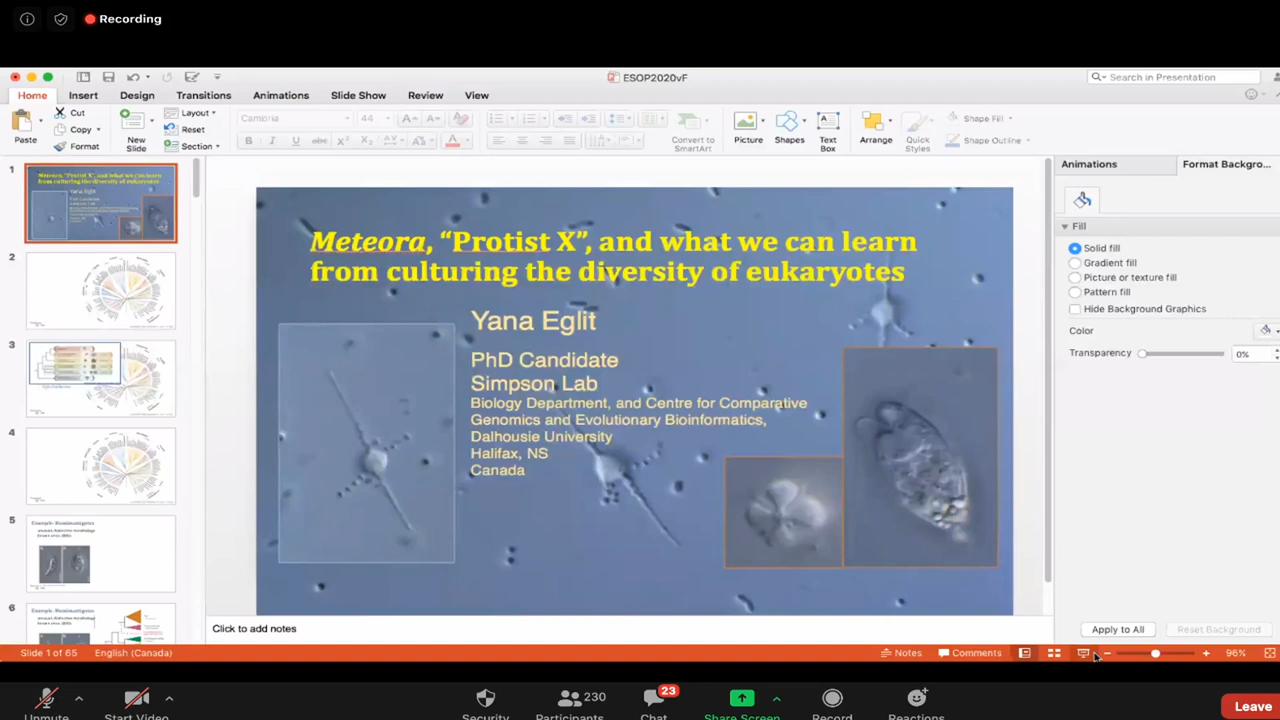 Recording
ESOP2020vF
Search in Presentation
Home Insert Design Transitions Animations Slide Show Review View
Paste
Cut
Copy
Format
New Slide
Layout
Reset
Section
Cambria 44
Convert to SmartArt
Picture
Shapes
Text Box
Arrange
Quick Styles
Shape Fill
Shape Outline
1
2
3
4
5
6
Meteora, “Protist X”, and what we can learn
from culturing the diversity of eukaryotes
Yana Eglit
PhD Candidate
Simpson Lab
Biology Department, and Centre for Comparative
Genomics and Evolutionary Bioinformatics,
Dalhousie University
Halifax, NS
Canada
Animations
Format Backgro...
Fill
Solid fill
Gradient fill
Picture or texture fill
Pattern fill
Hide Background Graphics
Color
Transparency 0%
Apply to All
Reset Background
Click to add notes
Slide 1 of 65
English (Canada)
Notes
Comments
96%
Unmute
Start Video
Security
230
Participants
23
Chat
Share Screen
Record
Reactions
Leave